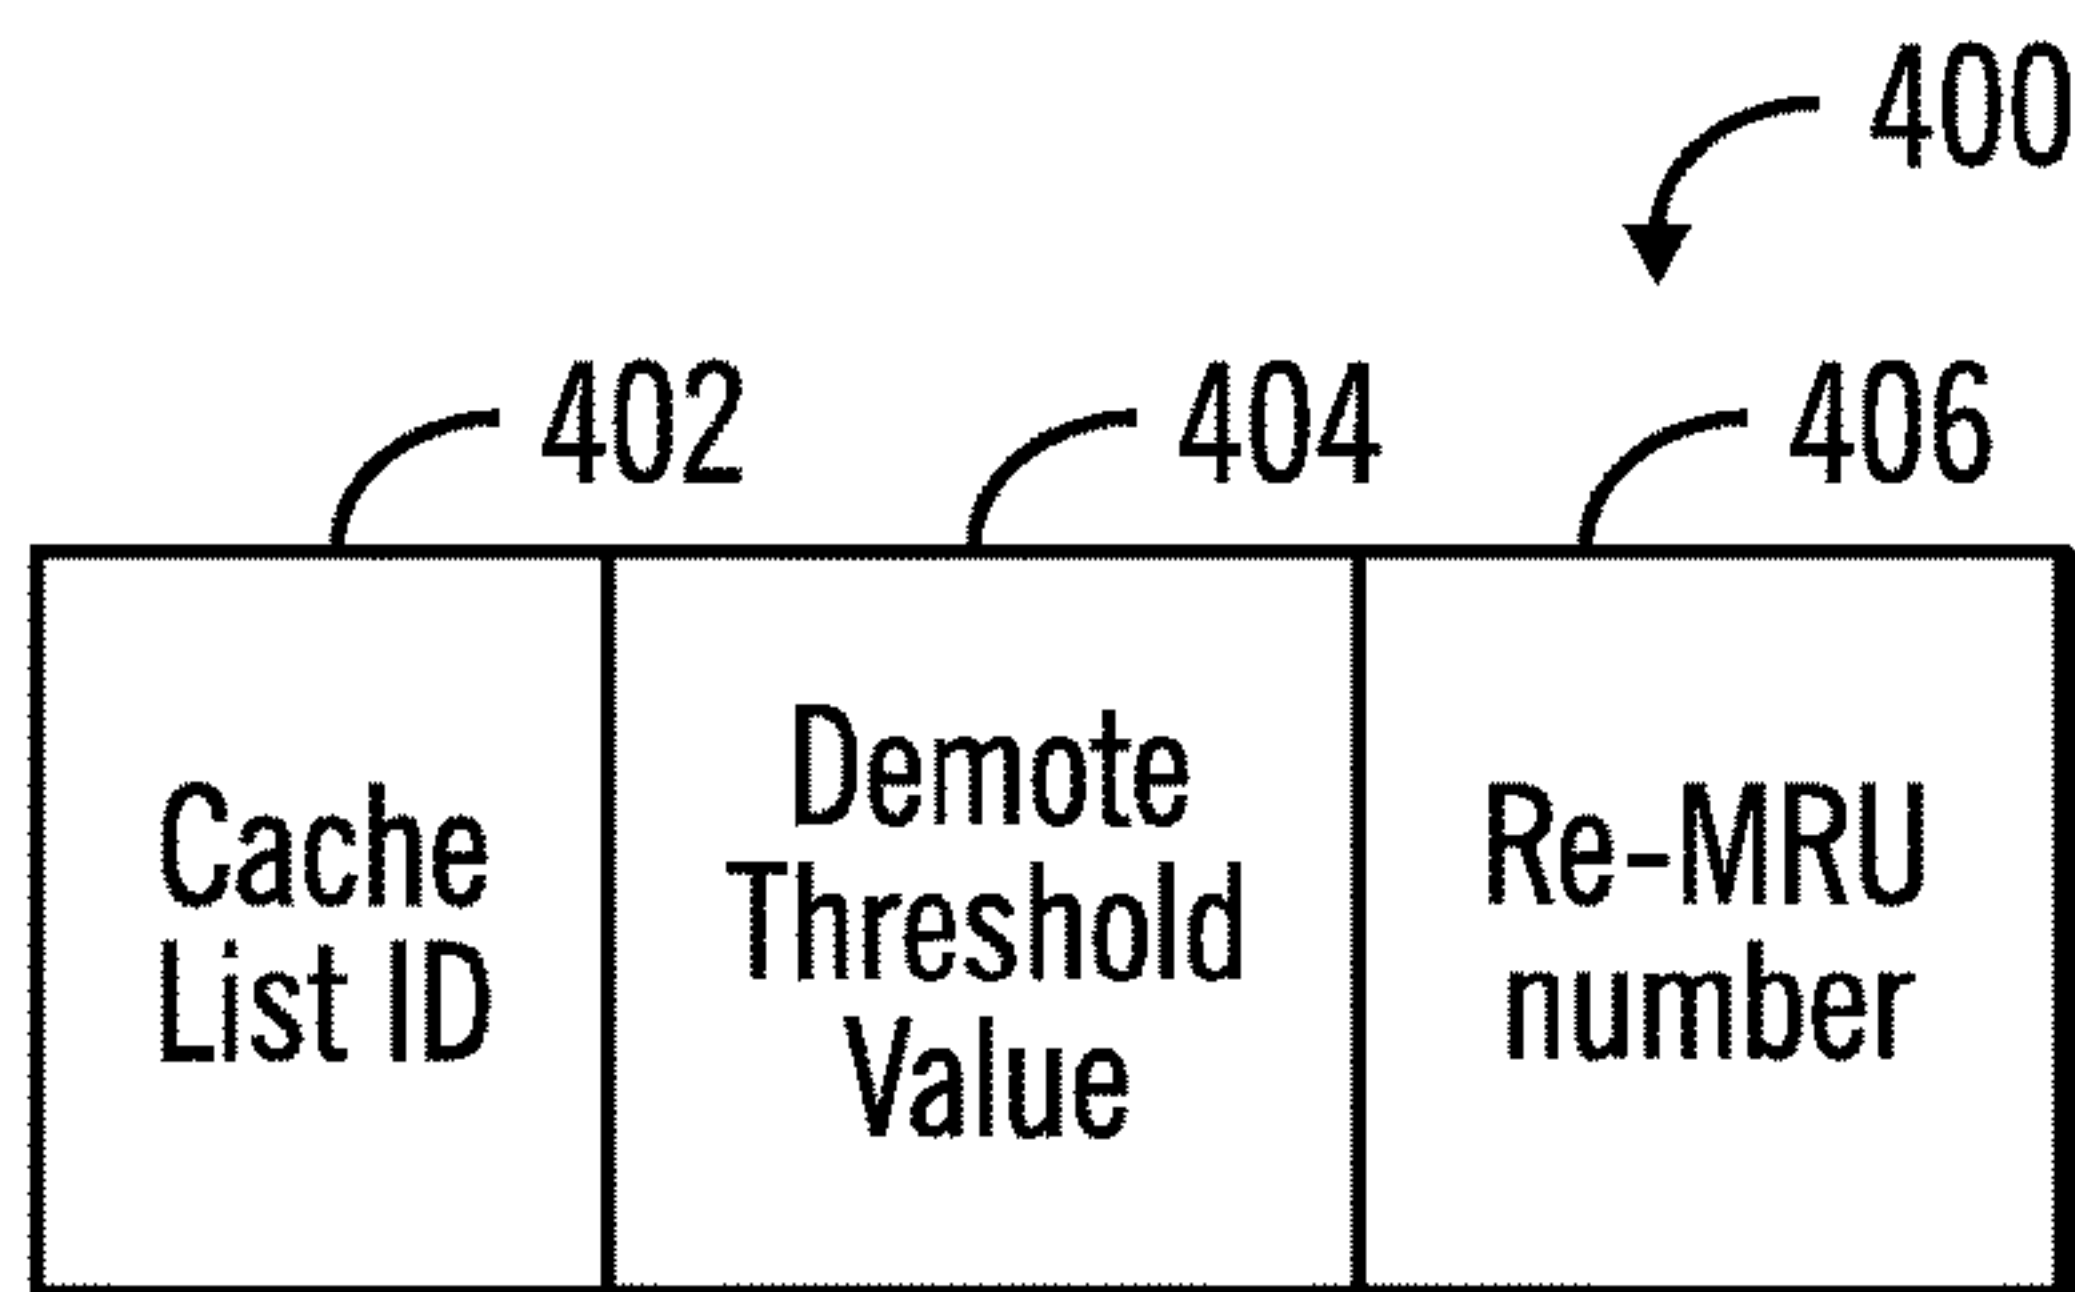 400
402
404
406
Cache
List ID
Demote
Threshold
Value
Re-MRU
number